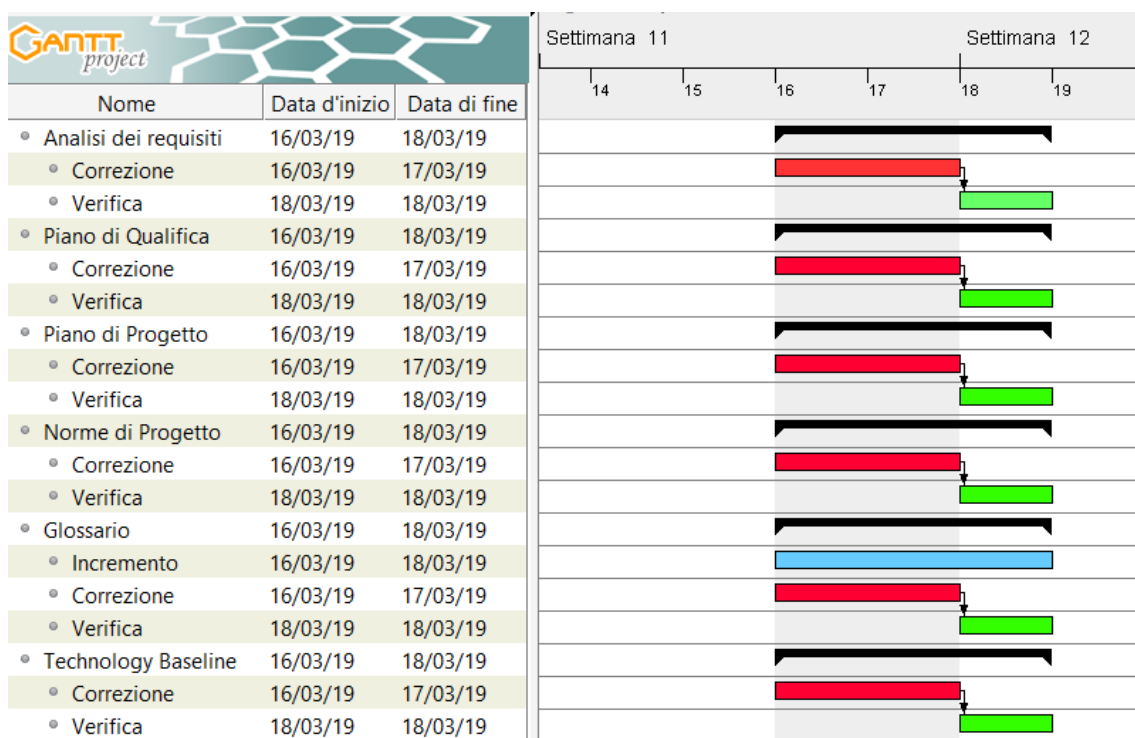 GANTT
project
Settimana 11 Settimana 12
14 15 16 17 18 19
Nome Data d'inizio Data di fine
Analisi dei requisiti 16/03/19 18/03/19
Correzione 16/03/19 17/03/19
Verifica 18/03/19 18/03/19
Piano di Qualifica 16/03/19 18/03/19
Correzione 16/03/19 17/03/19
Verifica 18/03/19 18/03/19
Piano di Progetto 16/03/19 18/03/19
Correzione 16/03/19 17/03/19
Verifica 18/03/19 18/03/19
Norme di Progetto 16/03/19 18/03/19
Correzione 16/03/19 17/03/19
Verifica 18/03/19 18/03/19
Glossario 16/03/19 18/03/19
Incremento 16/03/19 18/03/19
Correzione 16/03/19 17/03/19
Verifica 18/03/19 18/03/19
Technology Baseline 16/03/19 18/03/19
Correzione 16/03/19 17/03/19
Verifica 18/03/19 18/03/19